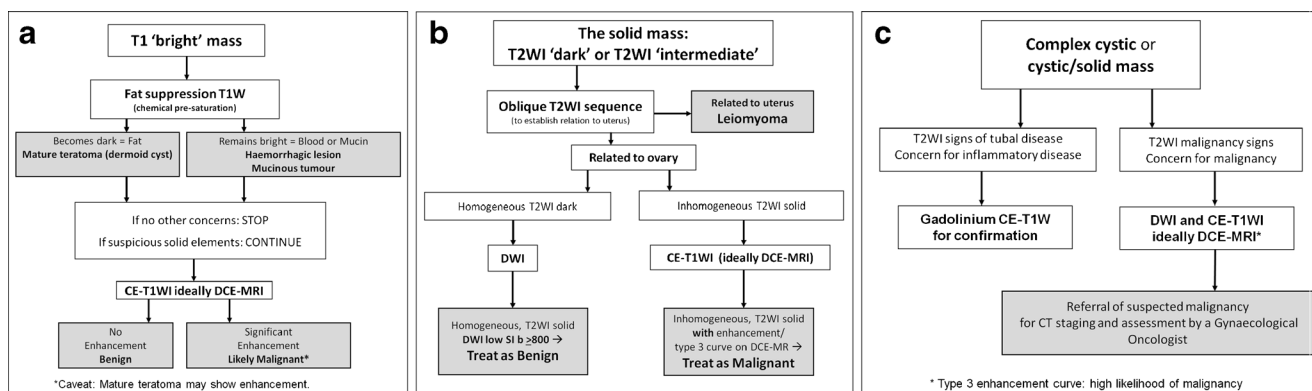 a
T1 'bright' mass
Fat suppression T1W
(chemical pre-saturation)
Becomes dark = Fat
Mature teratoma (dermoid cyst)
Remains bright = Blood or Mucin
Haemorrhagic lesion
Mucinous tumour
If no other concerns: STOP
If suspicious solid elements: CONTINUE
CE-T1WI ideally DCE-MRI
No
Enhancement
Benign
Significant
Enhancement
Likely Malignant*
*Caveat: Mature teratoma may show enhancement.
b
The solid mass:
T2WI 'dark' or T2WI 'intermediate'
Oblique T2WI sequence
(to establish relation to uterus)
Related to uterus
Leiomyoma
Related to ovary
Homogeneous T2WI dark
Inhomogeneous T2WI solid
DWI
CE-T1WI (ideally DCE-MRI)
Homogeneous, T2WI solid
DWI low SI b ≥800 →
Treat as Benign
Inhomogeneous, T2WI solid
with enhancement/
type 3 curve on DCE-MR →
Treat as Malignant
c
Complex cystic or
cystic/solid mass
T2WI signs of tubal disease
Concern for inflammatory disease
T2WI malignancy signs
Concern for malignancy
Gadolinium CE-T1W
for confirmation
DWI and CE-T1WI
ideally DCE-MRI*
Referral of suspected malignancy
for CT staging and assessment by a Gynaecological
Oncologist
* Type 3 enhancement curve: high likelihood of malignancy